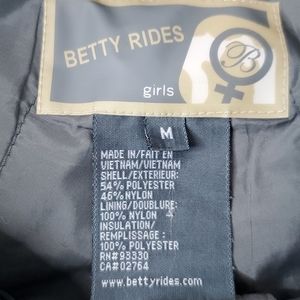 BETTY RIDES
B
girls
M
MADE IN/FAIT EN
VIETNAM/VIETNAM
SHELL/EXTERIEUR:
54% POLYESTER
46% NYLON
LINING/DOUBLURE:
100% NYLON
INSULATION/
REMPLISSAGE :
100% POLYESTER
RN#93330
CA#02764
www.bettyrides.com